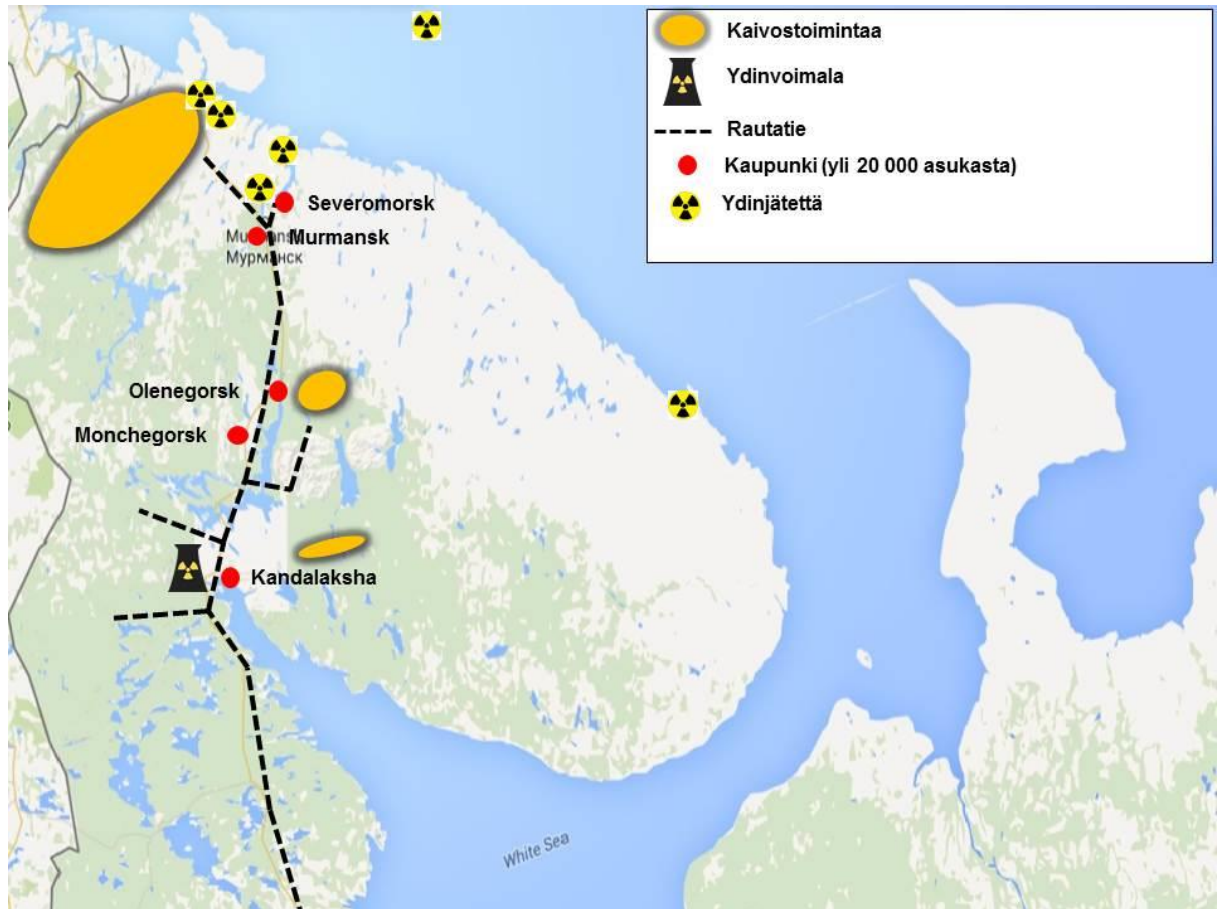 Kaivostoimintaa
Ydinvoimala
Rautatie
Kaupunki (yli 20 000 asukasta)
Ydinjätettä
Severomorsk
Murmansk
Мурманск
Olenegorsk
Monchegorsk
Kandalaksha
White Sea